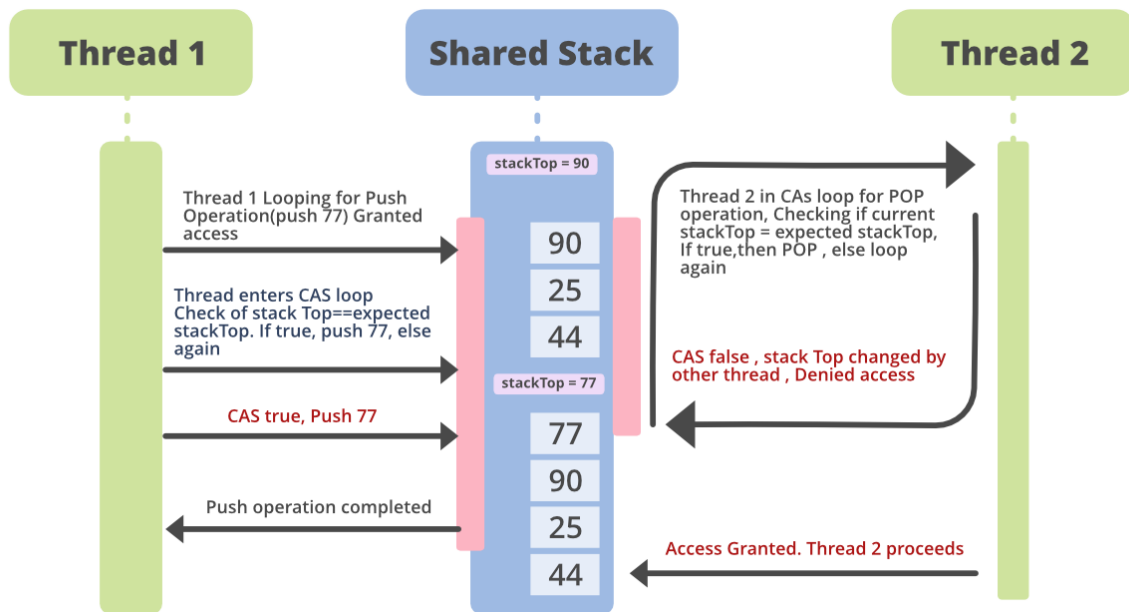 Thread 1
Shared Stack
Thread 2
stackTop = 90
Thread 1 Looping for Push
Operation(push 77) Granted
access
Thread 2 in CAs loop for POP
operation, Checking if current
stackTop = expected stackTop,
If true,then POP , else loop
again
90
25
44
Thread enters CAS loop
Check of stack Top==expected
stackTop. If true, push 77, else
again
CAS false , stack Top changed by
other thread , Denied access
stackTop = 77
CAS true, Push 77
77
90
25
44
Push operation completed
Access Granted. Thread 2 proceeds